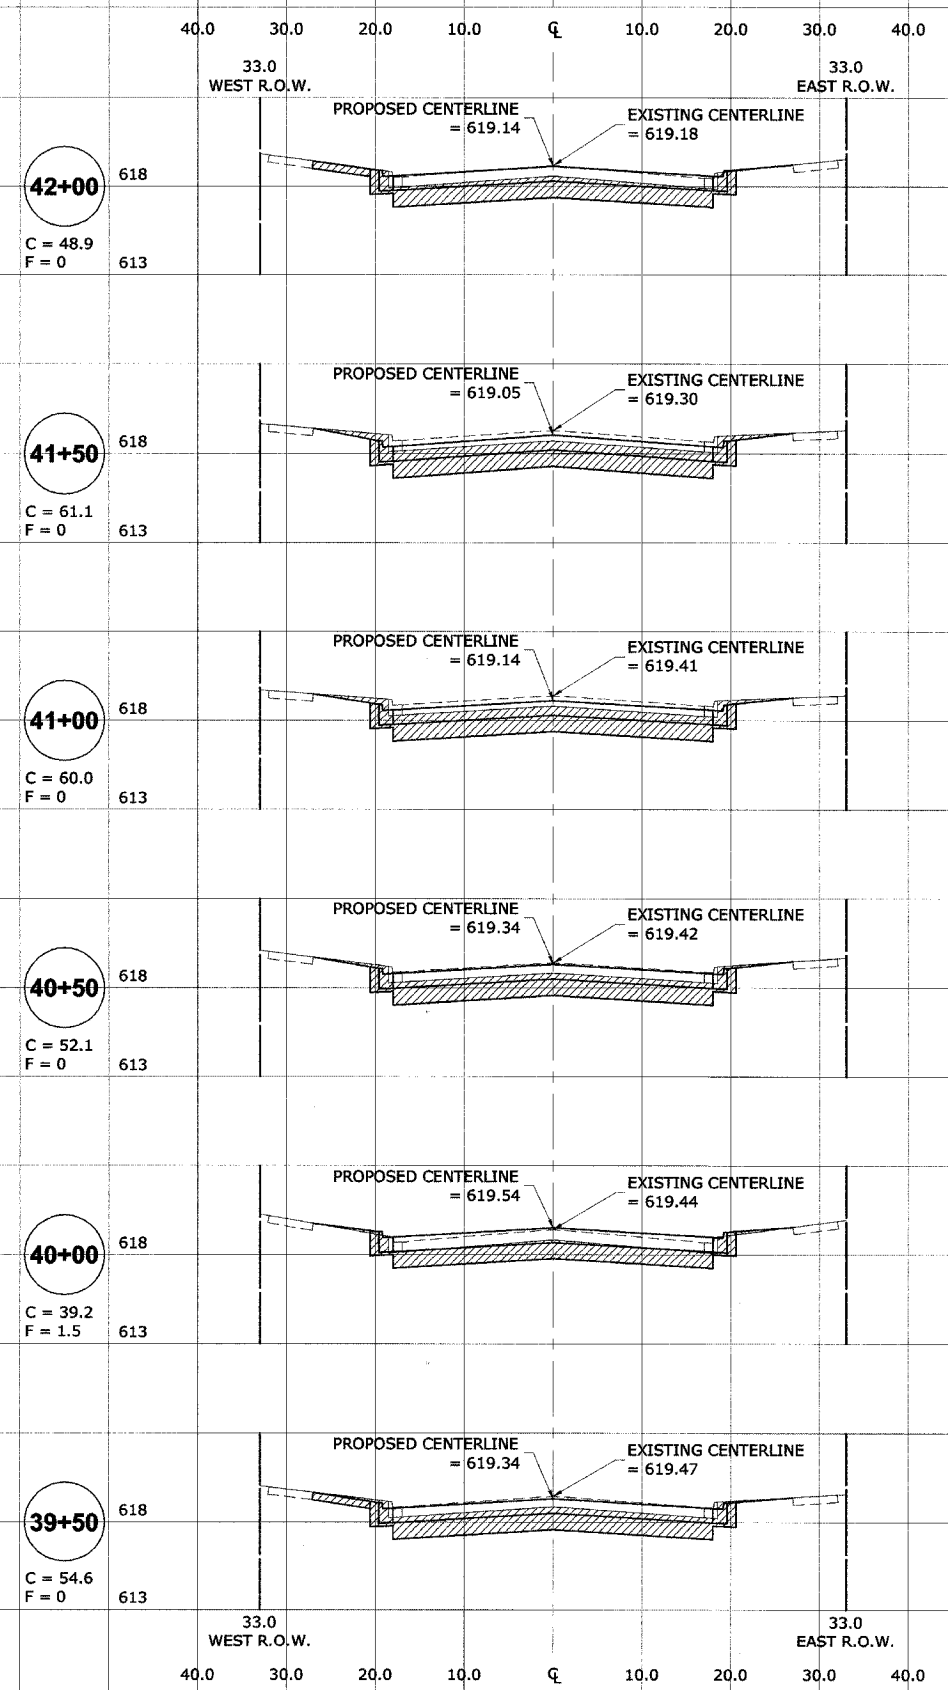 40.0 30.0 20.0 10.0 ℄ 10.0 20.0 30.0 40.0
33.0 33.0
WEST R.O.W. EAST R.O.W.
PROPOSED CENTERLINE EXISTING CENTERLINE
= 619.14 = 619.18
42+00 618
C = 48.9
F = 0 613
PROPOSED CENTERLINE EXISTING CENTERLINE
= 619.05 = 619.30
41+50 618
C = 61.1
F = 0 613
PROPOSED CENTERLINE EXISTING CENTERLINE
= 619.14 = 619.41
41+00 618
C = 60.0
F = 0 613
PROPOSED CENTERLINE EXISTING CENTERLINE
= 619.34 = 619.42
40+50 618
C = 52.1
F = 0 613
PROPOSED CENTERLINE EXISTING CENTERLINE
= 619.54 = 619.44
40+00 618
C = 39.2
F = 1.5 613
PROPOSED CENTERLINE EXISTING CENTERLINE
= 619.34 = 619.47
39+50 618
C = 54.6
F = 0 613
33.0 33.0
WEST R.O.W. EAST R.O.W.
40.0 30.0 20.0 10.0 ℄ 10.0 20.0 30.0 40.0